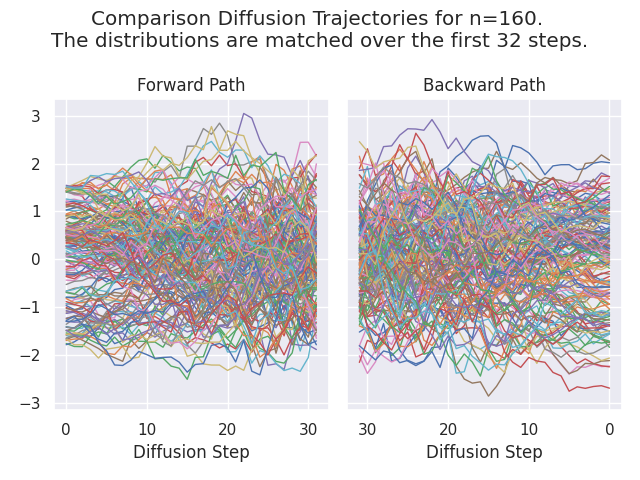 Comparison Diffusion Trajectories for n=160.
The distributions are matched over the first 32 steps.
Forward Path
Backward Path
3
2
1
0
−1
−2
−3
0 10 20 30
30 20 10 0
Diffusion Step
Diffusion Step